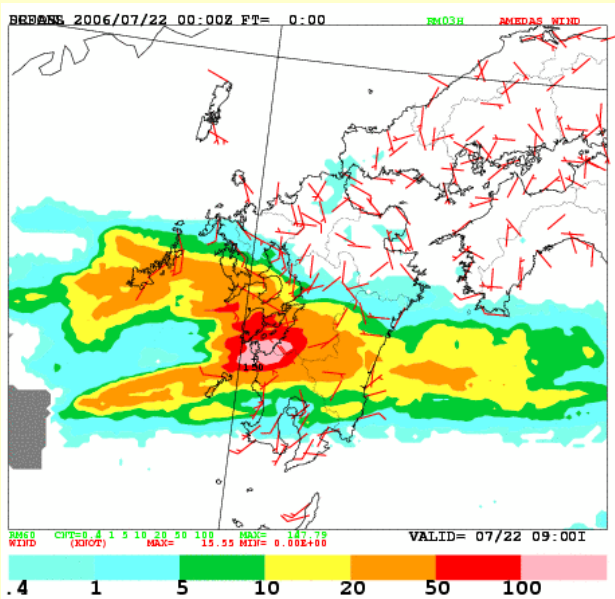 2006/07/22 00:00Z FT= 0:00 RM03H AMEDAS WIND
RM60 CNT=0.4 1 5 10 20 50 100 MAX= 147.79
WIND (KNOT) MAX= 15.55 MIN= 0.00E+00
VALID= 07/22 09:00I
.4 1 5 10 20 50 100